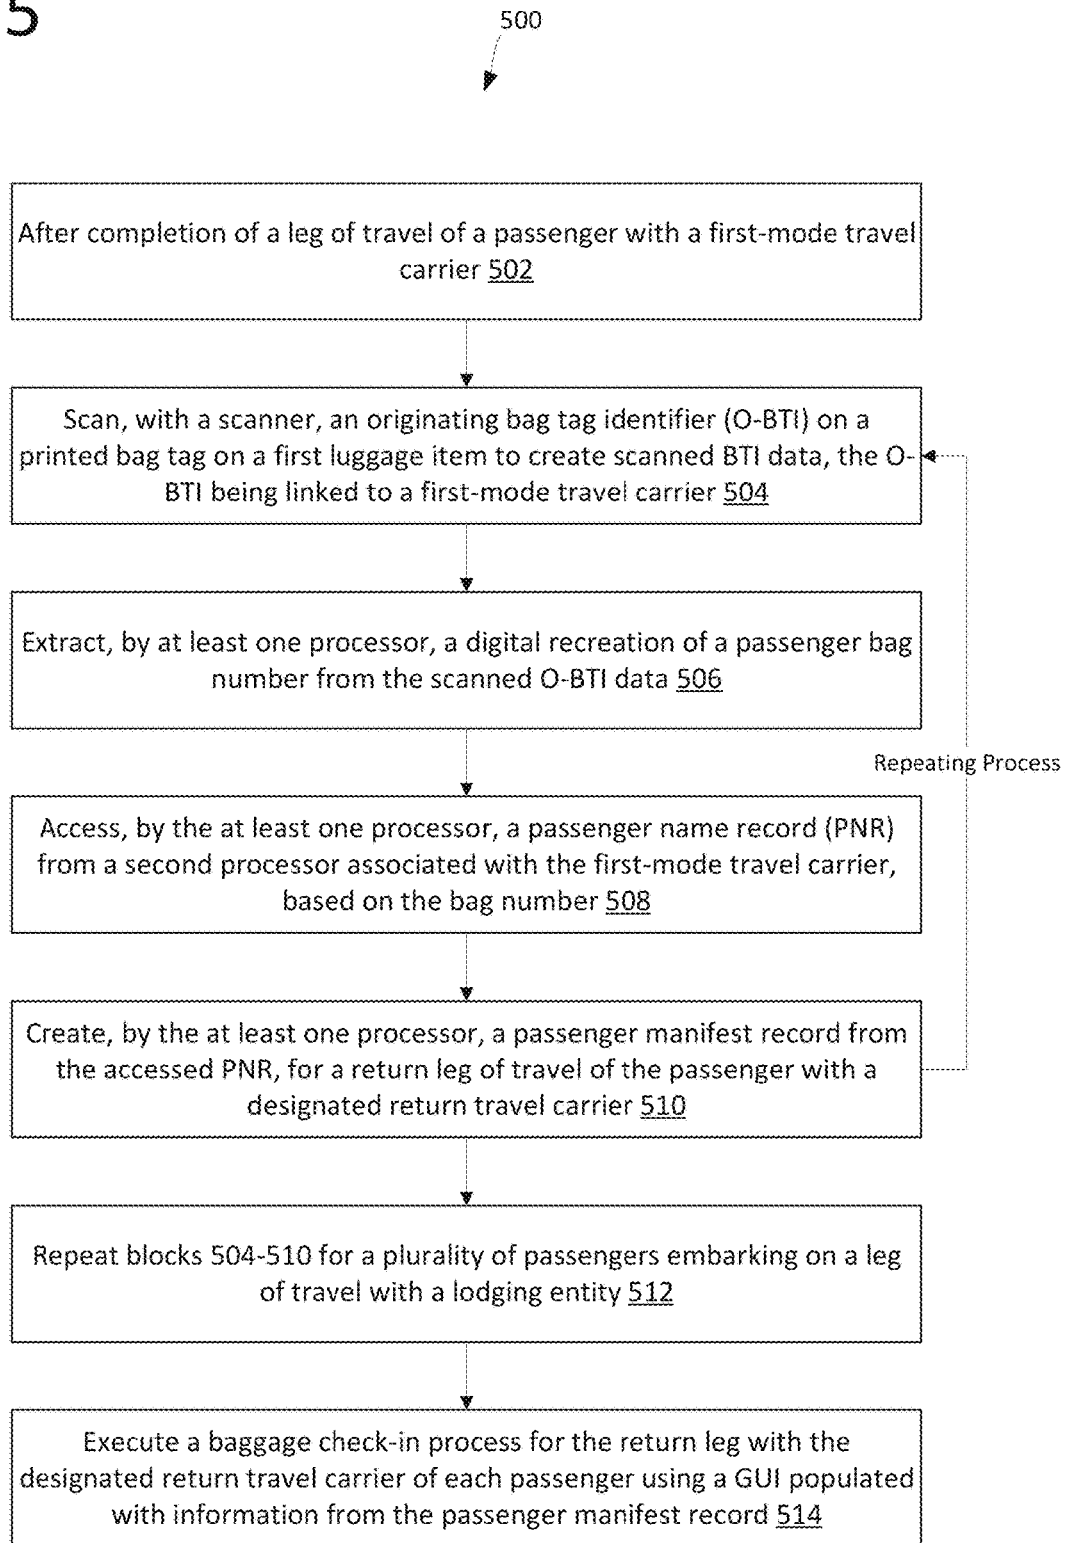 5
500
After completion of a leg of travel of a passenger with a first-mode travel
carrier 502
Scan, with a scanner, an originating bag tag identifier (O-BTI) on a
printed bag tag on a first luggage item to create scanned BTI data, the O-
BTI being linked to a first-mode travel carrier 504
Extract, by at least one processor, a digital recreation of a passenger bag
number from the scanned O-BTI data 506
Repeating Process
Access, by the at least one processor, a passenger name record (PNR)
from a second processor associated with the first-mode travel carrier,
based on the bag number 508
Create, by the at least one processor, a passenger manifest record from
the accessed PNR, for a return leg of travel of the passenger with a
designated return travel carrier 510
Repeat blocks 504-510 for a plurality of passengers embarking on a leg
of travel with a lodging entity 512
Execute a baggage check-in process for the return leg with the
designated return travel carrier of each passenger using a GUI populated
with information from the passenger manifest record 514